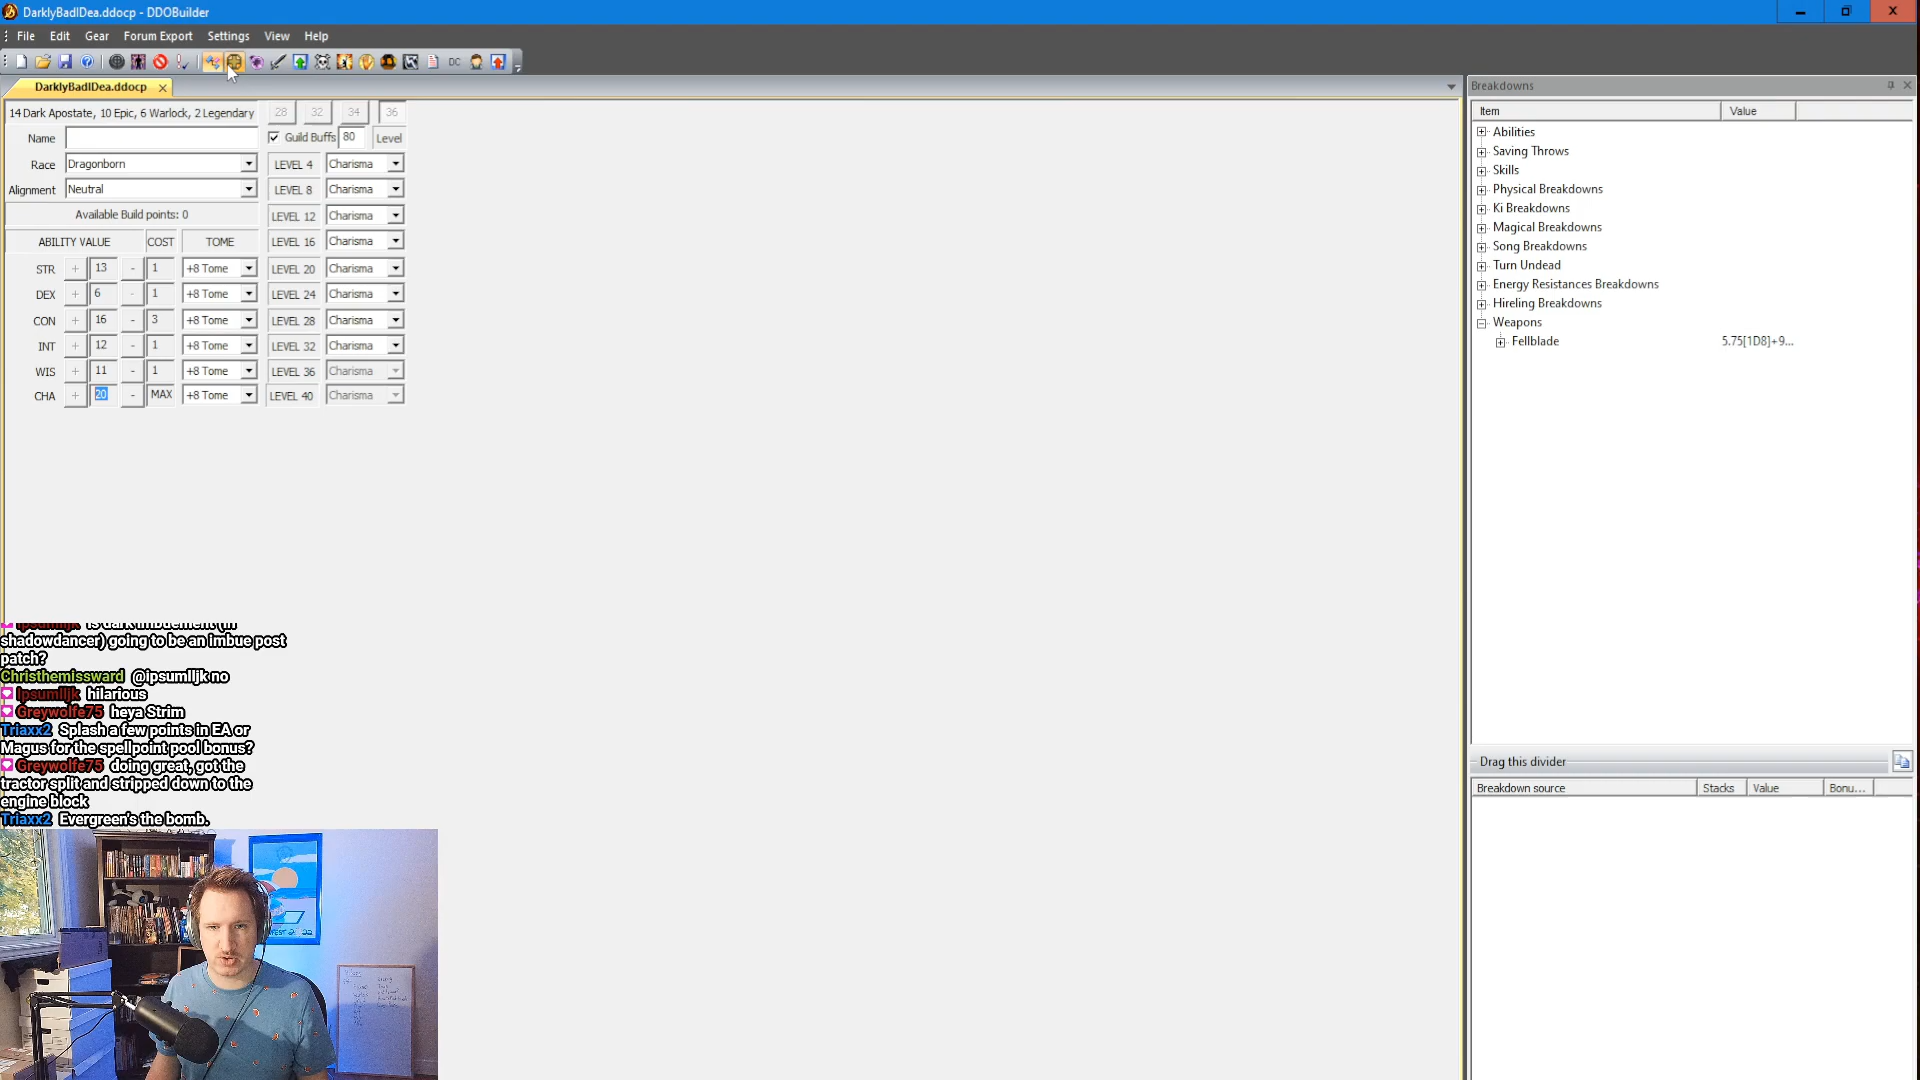 DarklyBadIDea.ddocp - DDOBuilder
File Edit Gear Forum Export Settings View Help
DC
DarklyBadIDea.ddocp
14 Dark Apostate, 10 Epic, 6 Warlock, 2 Legendary 28 32 34 36
Name Guild Buffs 80 Level
Race Dragonborn LEVEL 4 Charisma
Alignment Neutral LEVEL 8 Charisma
Available Build points: 0 LEVEL 12 Charisma
ABILITY VALUE COST TOME LEVEL 16 Charisma
STR + 13 - 1 +8 Tome LEVEL 20 Charisma
DEX + 6 - 1 +8 Tome LEVEL 24 Charisma
CON + 16 - 3 +8 Tome LEVEL 28 Charisma
INT + 12 - 1 +8 Tome LEVEL 32 Charisma
WIS + 11 - 1 +8 Tome LEVEL 36 Charisma
CHA + 20 - MAX +8 Tome LEVEL 40 Charisma
Breakdowns
Item Value
Abilities
Saving Throws
Skills
Physical Breakdowns
Ki Breakdowns
Magical Breakdowns
Song Breakdowns
Turn Undead
Energy Resistances Breakdowns
Hireling Breakdowns
Weapons
Fellblade 5.75[1D8]+9...
Drag this divider
Breakdown source Stacks Value Bonu...
Ipsumlljk is dark imbuement (in
shadowdancer) going to be an imbue post
patch?
Christhemissward @ipsumlljk no
Ipsumlljk hilarious
Greywolfe75 heya Strim
Triaxx2 Splash a few points in EA or
Magus for the spellpoint pool bonus?
Greywolfe75 doing great, got the
tractor split and stripped down to the
engine block
Triaxx2 Evergreen's the bomb.